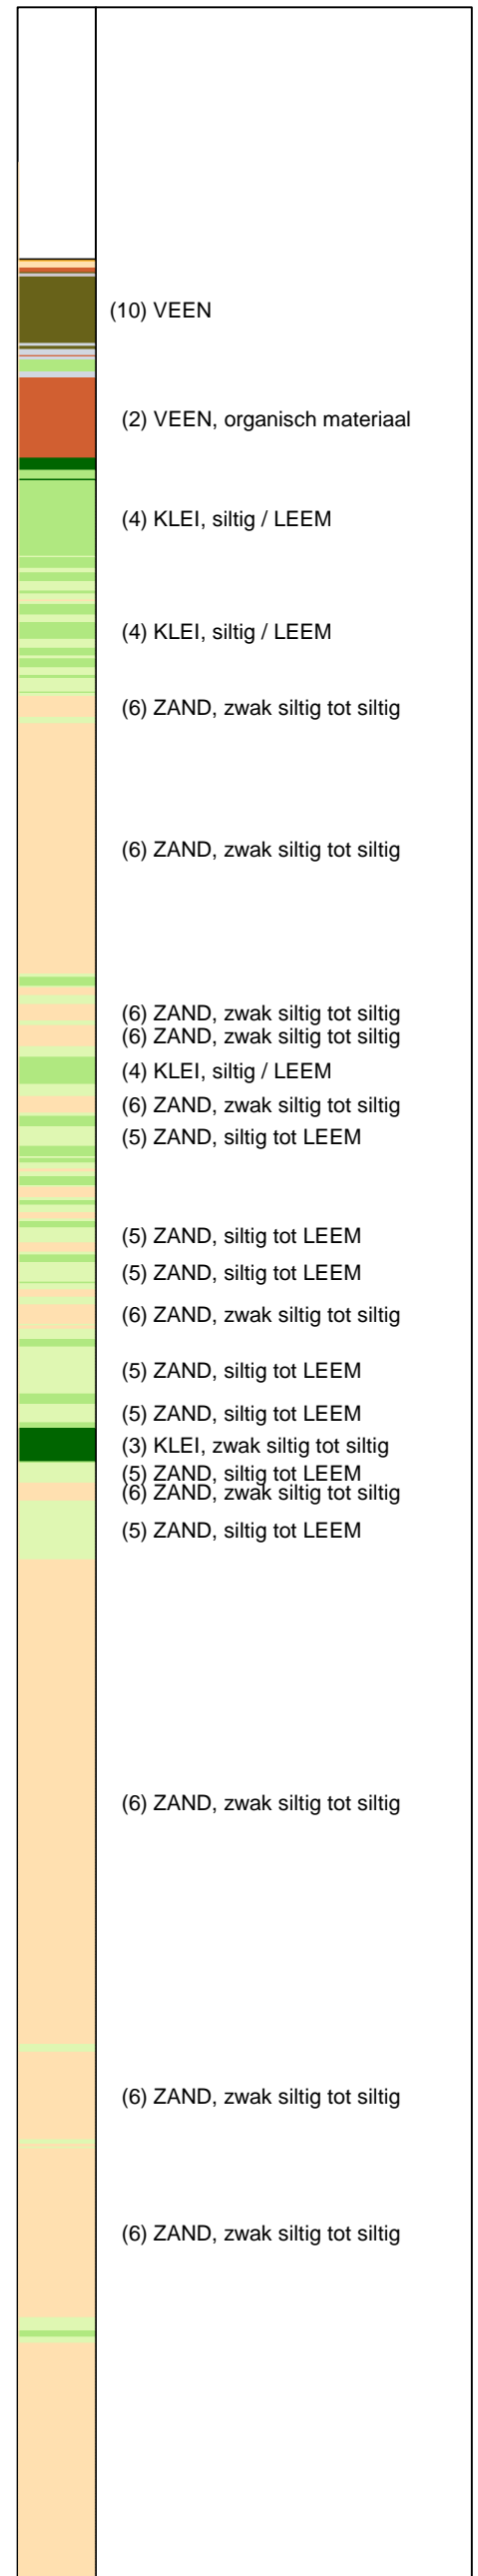 (10) VEEN
(2) VEEN, organisch materiaal
(4) KLEI, siltig / LEEM
(4) KLEI, siltig / LEEM
(6) ZAND, zwak siltig tot siltig
(6) ZAND, zwak siltig tot siltig
(6) ZAND, zwak siltig tot siltig
(6) ZAND, zwak siltig tot siltig
(4) KLEI, siltig / LEEM
(6) ZAND, zwak siltig tot siltig
(5) ZAND, siltig tot LEEM
(5) ZAND, siltig tot LEEM
(5) ZAND, siltig tot LEEM
(6) ZAND, zwak siltig tot siltig
(5) ZAND, siltig tot LEEM
(5) ZAND, siltig tot LEEM
(3) KLEI, zwak siltig tot siltig
(5) ZAND, siltig tot LEEM
(6) ZAND, zwak siltig tot siltig
(5) ZAND, siltig tot LEEM
(6) ZAND, zwak siltig tot siltig
(6) ZAND, zwak siltig tot siltig
(6) ZAND, zwak siltig tot siltig